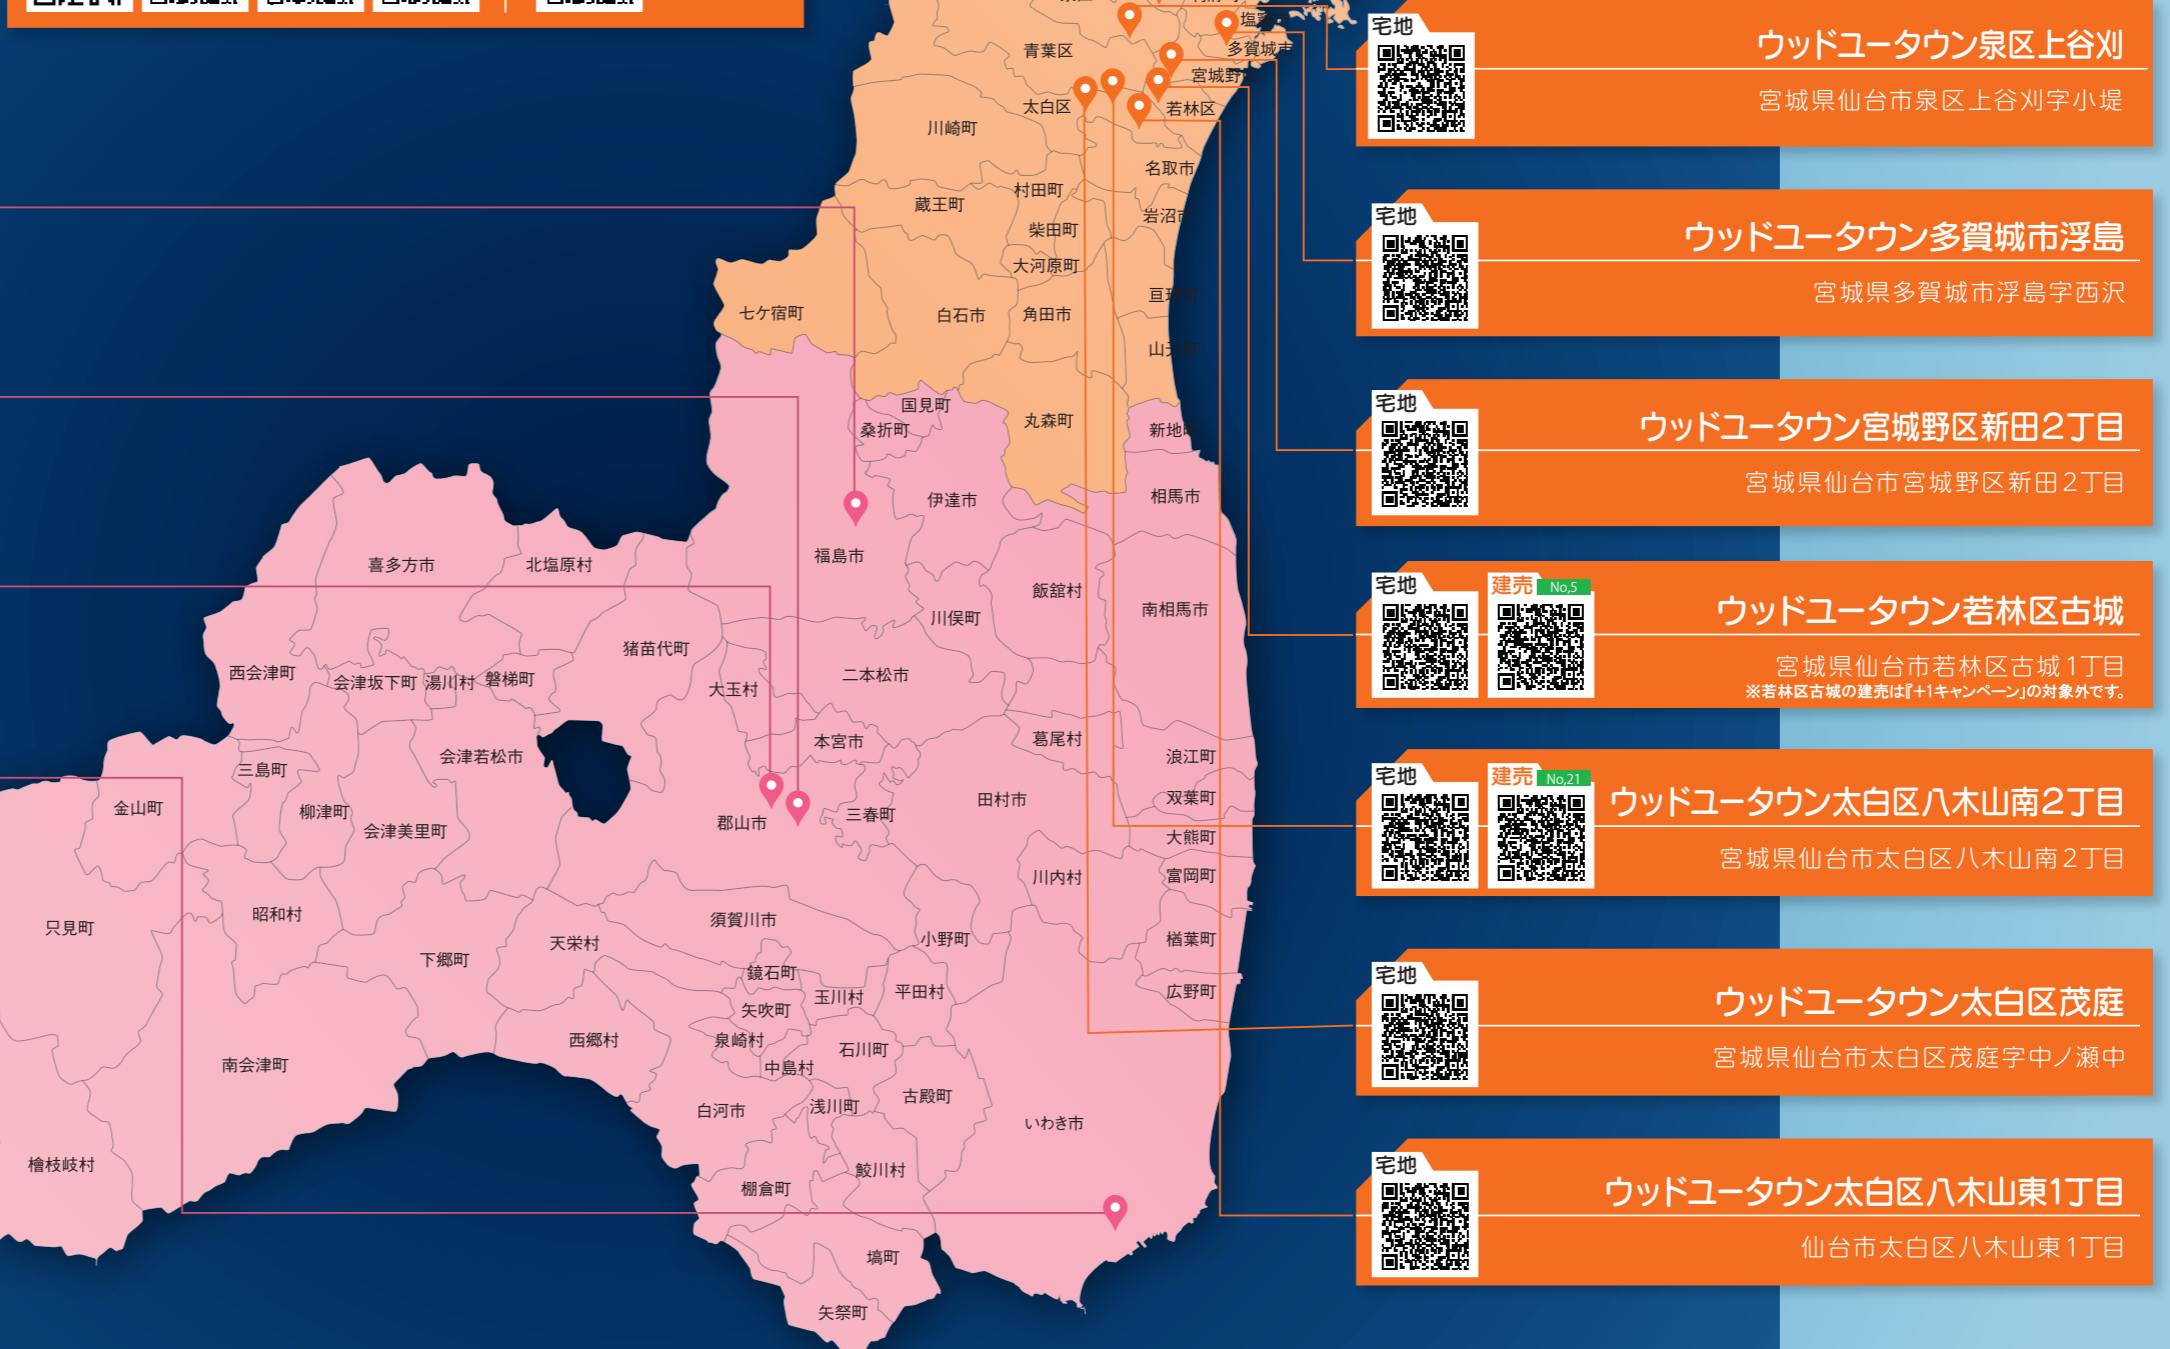 青葉区
多賀城市
宮城野
太白区
若林区
川崎町
名取市
村田町
蔵王町
岩沼市
柴田町
大河原町
七ケ宿町
白石市
角田市
国見町
桑折町
丸森町
新地町
伊達市
相馬市
福島市
喜多方市
北塩原村
飯舘村
南相馬市
川俣町
猪苗代町
西会津町
会津坂下町
湯川村
磐梯町
大玉村
二本松市
本宮市
葛尾村
浪江町
会津若松市
三島町
金山町
柳津町
会津美里町
郡山市
三春町
田村市
双葉町
大熊町
川内村
富岡町
只見町
昭和村
須賀川市
小野町
楢葉町
下郷町
天栄村
鏡石町
玉川村
平田村
広野町
矢吹町
泉崎村
西郷村
中島村
石川町
南会津町
白河市
浅川町
古殿町
いわき市
檜枝岐村
棚倉町
鮫川村
塙町
矢祭町
宅地
ウッドユータウン泉区上谷刈
宮城県仙台市泉区上谷刈字小堤
宅地
ウッドユータウン多賀城市浮島
宮城県多賀城市浮島字西沢
宅地
ウッドユータウン宮城野区新田2丁目
宮城県仙台市宮城野区新田2丁目
宅地
建売 No,5
ウッドユータウン若林区古城
宮城県仙台市若林区古城1丁目
※若林区古城の建売は『+1キャンペーン』の対象外です。
宅地
建売 No,21
ウッドユータウン太白区八木山南2丁目
宮城県仙台市太白区八木山南2丁目
宅地
ウッドユータウン太白区茂庭
宮城県仙台市太白区茂庭字中ノ瀬中
宅地
ウッドユータウン太白区八木山東1丁目
仙台市太白区八木山東1丁目